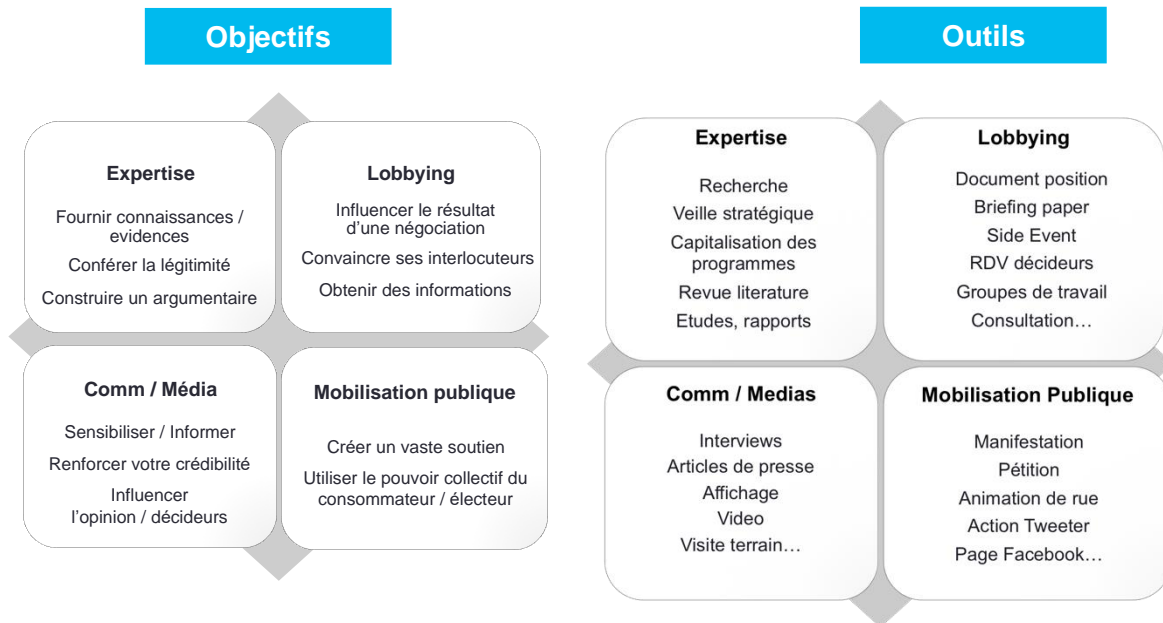 Objectifs
Expertise
Fournir connaissances /
evidences
Conférer la légitimité
Construire un argumentaire
Lobbying
Influencer le résultat
d'une négociation
Convaincre ses interlocuteurs
Obtenir des informations
Comm / Média
Sensibiliser / Informer
Renforcer votre crédibilité
Influencer
l'opinion / décideurs
Mobilisation publique
Créer un vaste soutien
Utiliser le pouvoir collectif du
consommateur / électeur
Outils
Expertise
Recherche
Veille stratégique
Capitalisation des
programmes
Revue literature
Etudes, rapports
Lobbying
Document position
Briefing paper
Side Event
RDV décideurs
Groupes de travail
Consultation…
Comm / Medias
Interviews
Articles de presse
Affichage
Video
Visite terrain…
Mobilisation Publique
Manifestation
Pétition
Animation de rue
Action Tweeter
Page Facebook…